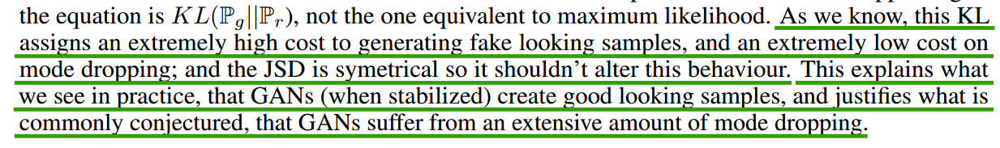 the equation is KL(ℙg||ℙr), not the one equivalent to maximum likelihood. As we know, this KL
assigns an extremely high cost to generating fake looking samples, and an extremely low cost on
mode dropping; and the JSD is symetrical so it shouldn't alter this behaviour. This explains what
we see in practice, that GANs (when stabilized) create good looking samples, and justifies what is
commonly conjectured, that GANs suffer from an extensive amount of mode dropping.